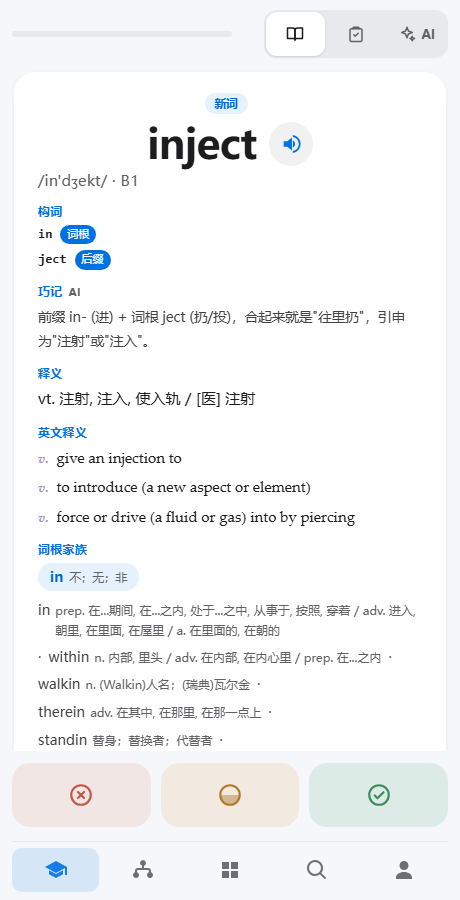 AI
新词
inject
/in'dʒekt/ · B1
构词
in 词根
ject 后缀
巧记 AI
前缀 in- (进) + 词根 ject (扔/投)，合起来就是"往里扔"，引申
为"注射"或"注入"。
释义
vt. 注射, 注入, 使入轨 / [医] 注射
英文释义
v. give an injection to
v. to introduce (a new aspect or element)
v. force or drive (a fluid or gas) into by piercing
词根家族
in 不；无；非
in prep. 在...期间, 在...之内, 处于...之中, 从事于, 按照, 穿着 / adv. 进入,
朝里, 在里面, 在屋里 / a. 在里面的, 在朝的
· within n. 内部, 里头 / adv. 在内部, 在内心里 / prep. 在...之内 ·
walkin n. (Walkin)人名；(瑞典)瓦尔金 ·
therein adv. 在其中, 在那里, 在那一点上 ·
standin 替身；替换者；代替者 ·